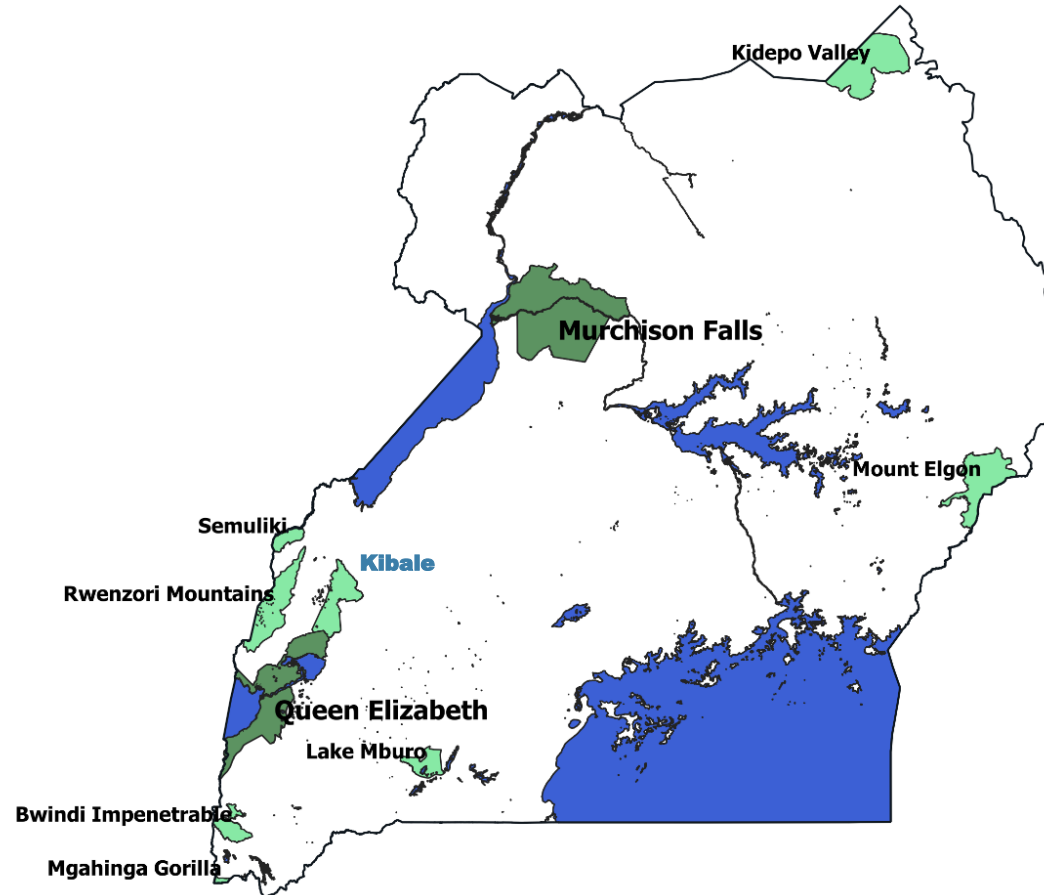 Kidepo Valley
Murchison Falls
Mount Elgon
Semuliki
Kibale
Rwenzori Mountains
Queen Elizabeth
Lake Mburo
Bwindi Impenetrable
Mgahinga Gorilla